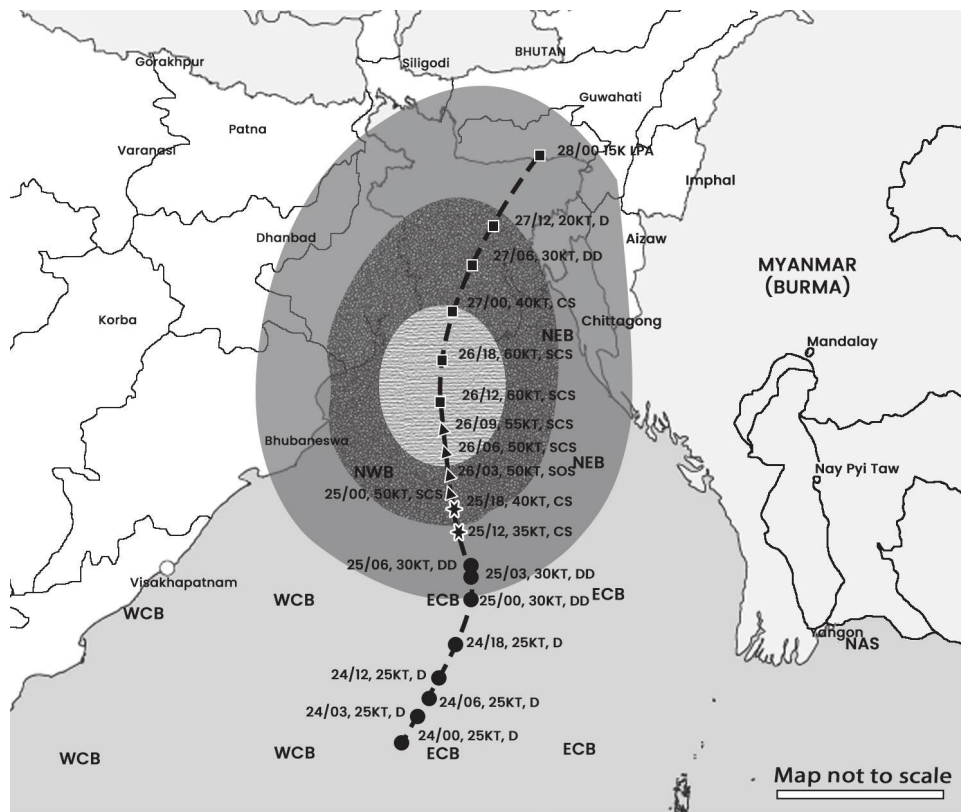 Gorakhpur
Siligodi
BHUTAN
Guwahati
Patna
Varanasi
28/00 15K LPA
Imphal
27/12, 20KT, D
Dhanbad
Aizaw
27/06, 30KT, DD
MYANMAR
(BURMA)
27/00, 40KT, CS
Korba
Chittagong
NEB
Mandalay
26/18, 60KT, SCS
26/12, 60KT, SCS
26/09, 55KT, SCS
Bhubaneswa
26/06, 50KT, SCS
NEB
NWB
26/03, 50KT, SOS
Nay Pyi Taw
25/00, 50KT, SCS
25/18, 40KT, CS
25/12, 35KT, CS
25/06, 30KT, DD
25/03, 30KT, DD
Visakhapatnam
WCB
WCB
ECB
25/00, 30KT, DD
ECB
Yangon
NAS
24/18, 25KT, D
24/12, 25KT, D
24/06, 25KT, D
24/03, 25KT, D
24/00, 25KT, D
WCB
WCB
ECB
ECB
Map not to scale